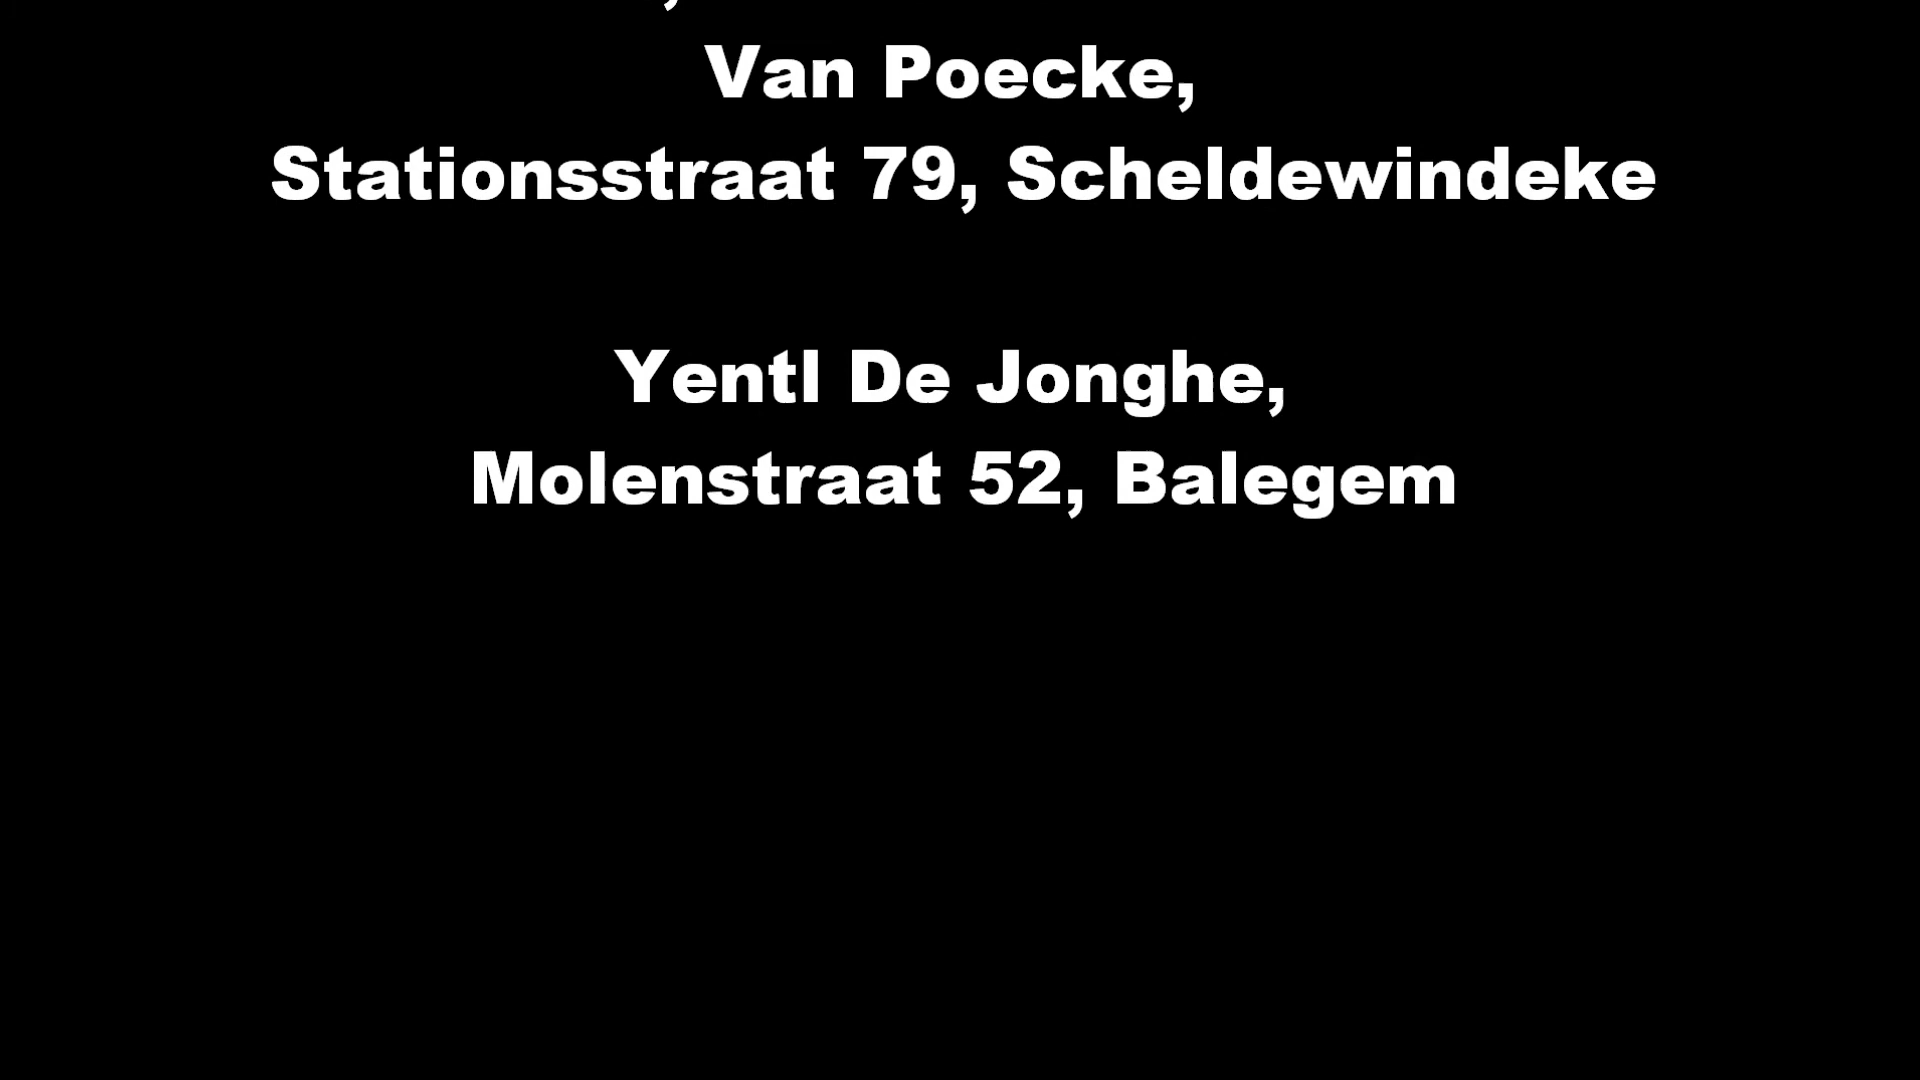 Van Poecke,
Stationsstraat 79, Scheldewindeke
Yentl De Jonghe,
Molenstraat 52, Balegem